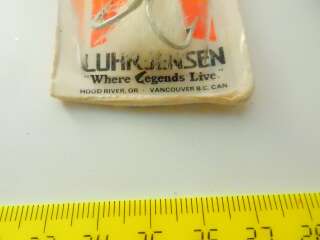 LUHR JENSEN
"Where Legends Live."
HOOD RIVER, OR - VANCOUVER B.C. CAN
23 24 25 26 27 28